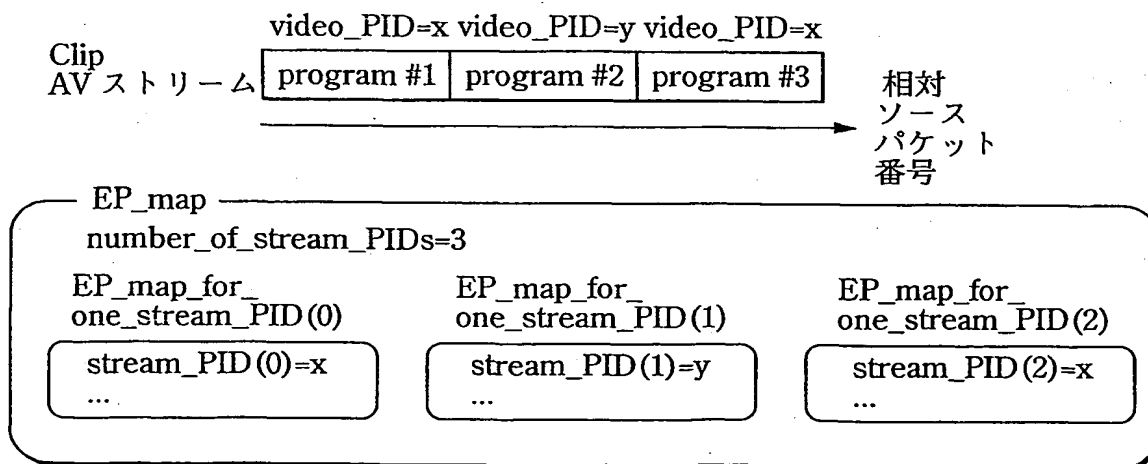 video_PID=x video_PID=y video_PID=x
Clip
AVストリーム
program #1 program #2 program #3
相対
ソース
パケット
番号
EP_map
number_of_stream_PIDs=3
EP_map_for_
one_stream_PID(0)
stream_PID(0)=x
...
EP_map_for_
one_stream_PID(1)
stream_PID(1)=y
...
EP_map_for_
one_stream_PID(2)
stream_PID(2)=x
...